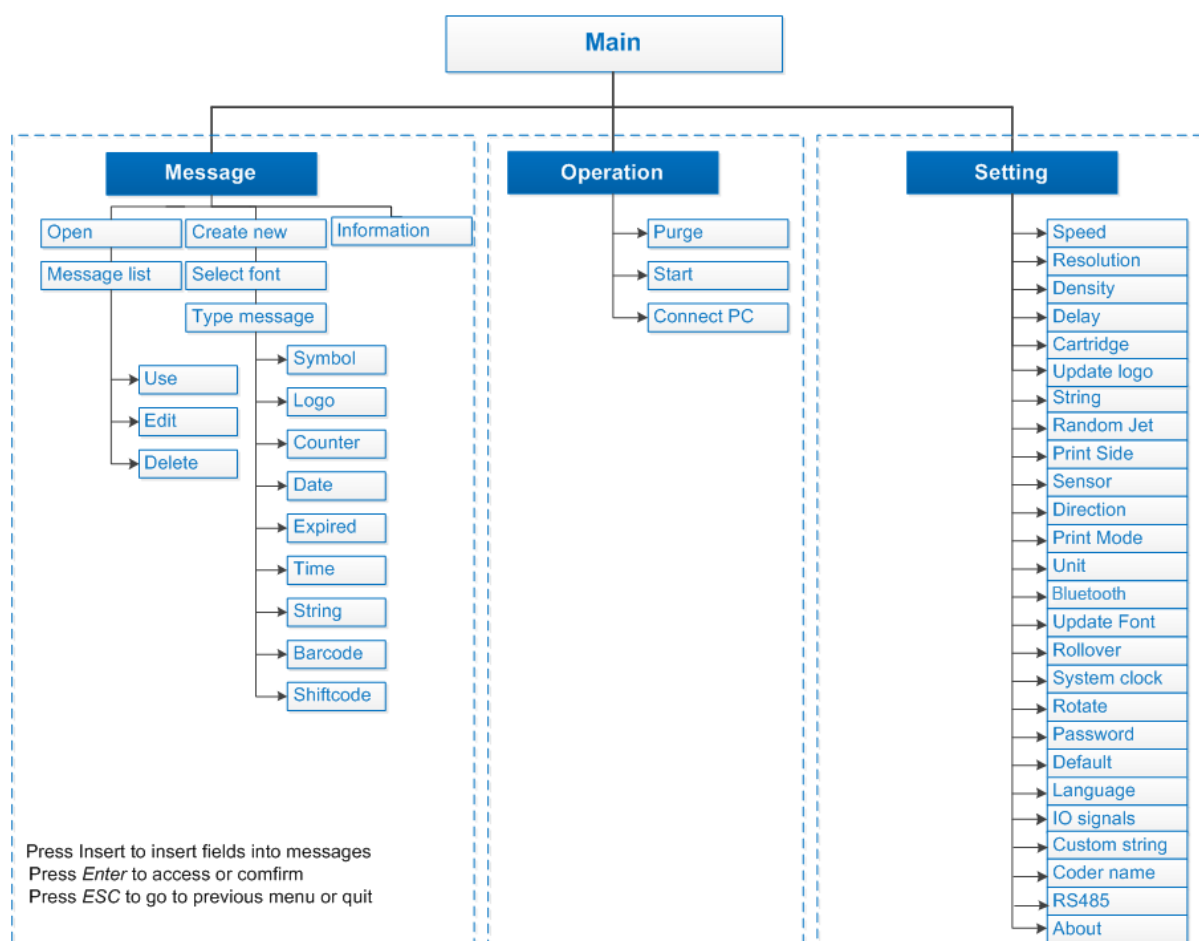 Main
Message
Open
Create new
Information
Message list
Select font
Type message
Use
Edit
Delete
Symbol
Logo
Counter
Date
Expired
Time
String
Barcode
Shiftcode
Press Insert to insert fields into messages
Press Enter to access or comfirm
Press ESC to go to previous menu or quit
Operation
Purge
Start
Connect PC
Setting
Speed
Resolution
Density
Delay
Cartridge
Update logo
String
Random Jet
Print Side
Sensor
Direction
Print Mode
Unit
Bluetooth
Update Font
Rollover
System clock
Rotate
Password
Default
Language
IO signals
Custom string
Coder name
RS485
About